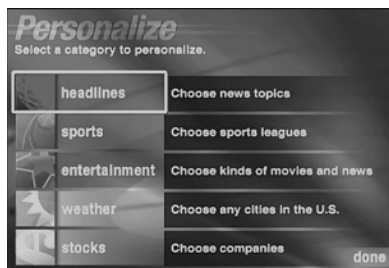 Personalize
Select a category to personalize.
headlines Choose news topics
sports Choose sports leagues
entertainment Choose kinds of movies and news
weather Choose any cities in the U.S.
stocks Choose companies
done